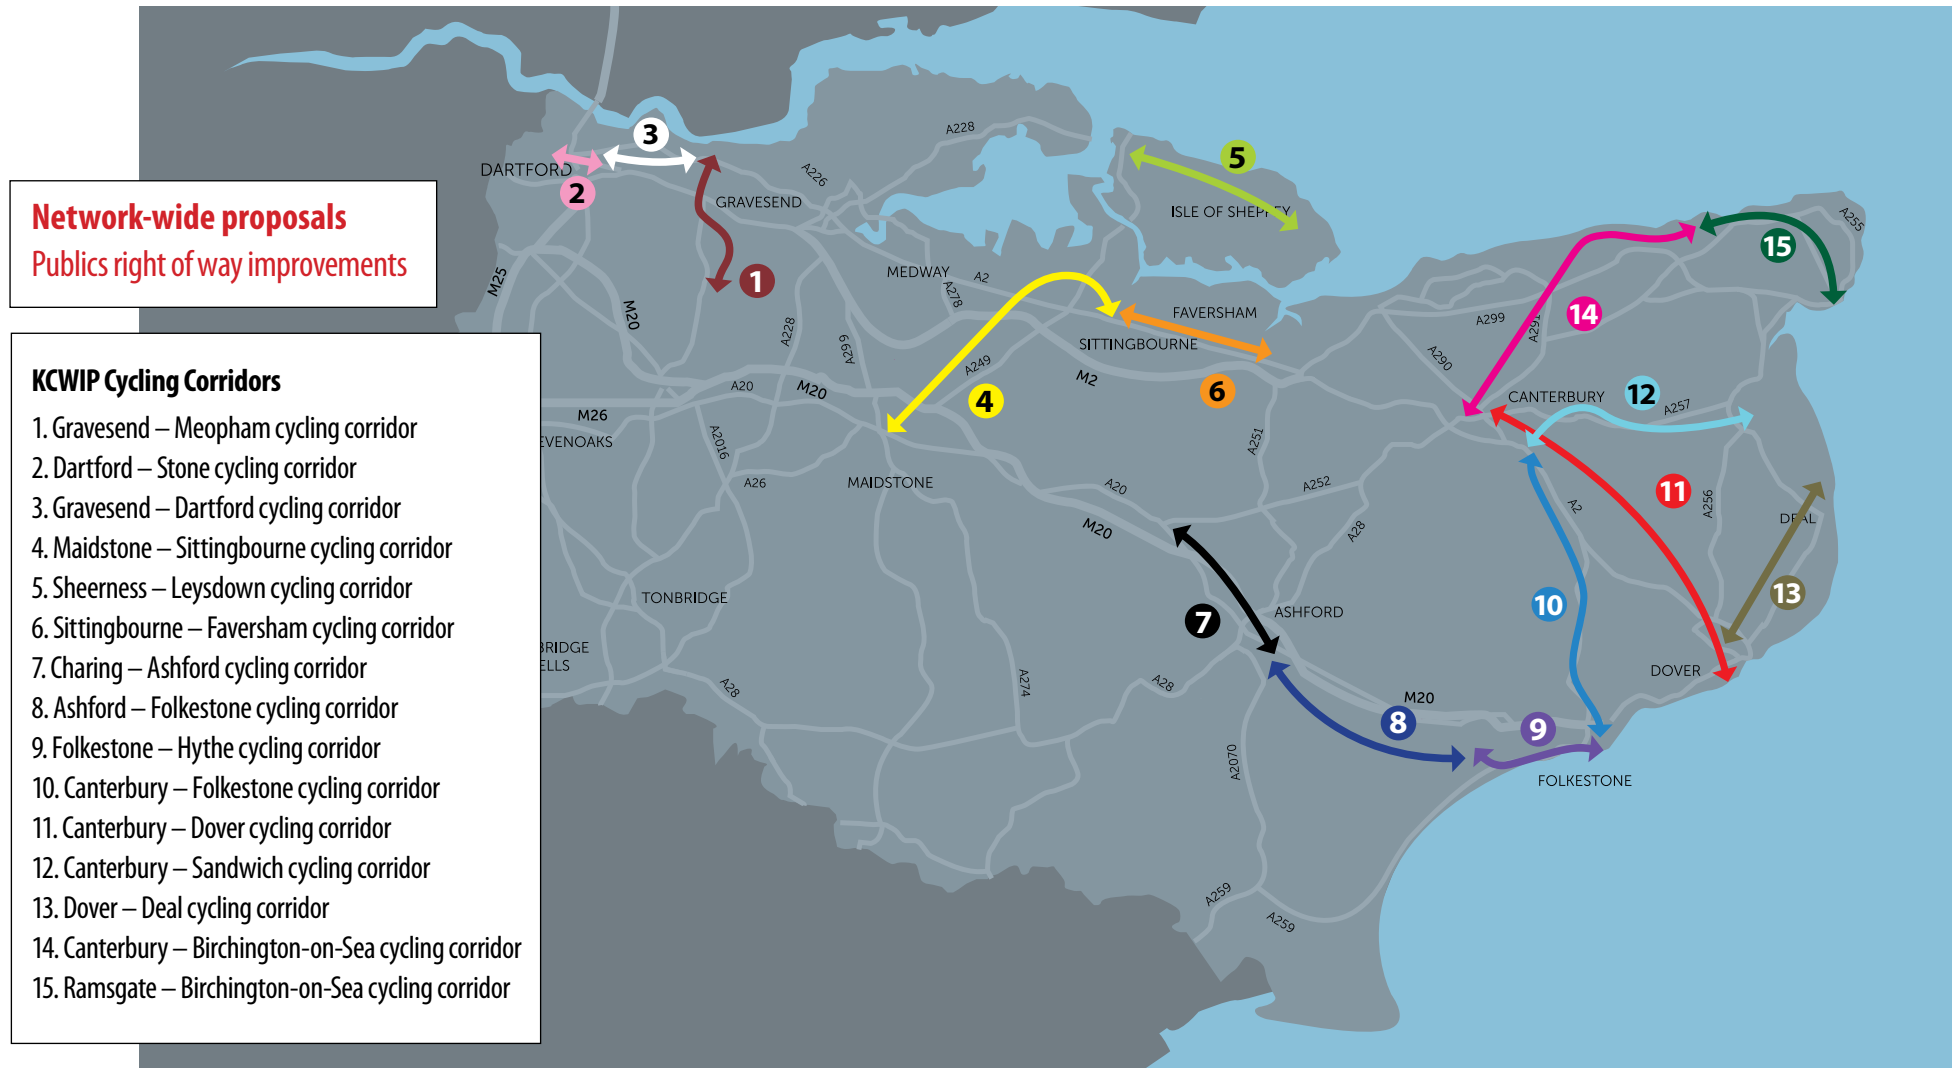 Network-wide proposals
Publics right of way improvements
KCWIP Cycling Corridors
1. Gravesend – Meopham cycling corridor
2. Dartford – Stone cycling corridor
3. Gravesend – Dartford cycling corridor
4. Maidstone – Sittingbourne cycling corridor
5. Sheerness – Leysdown cycling corridor
6. Sittingbourne – Faversham cycling corridor
7. Charing – Ashford cycling corridor
8. Ashford – Folkestone cycling corridor
9. Folkestone – Hythe cycling corridor
10. Canterbury – Folkestone cycling corridor
11. Canterbury – Dover cycling corridor
12. Canterbury – Sandwich cycling corridor
13. Dover – Deal cycling corridor
14. Canterbury – Birchington-on-Sea cycling corridor
15. Ramsgate – Birchington-on-Sea cycling corridor
3
A228
DARTFORD
2
A226
GRAVESEND
5
ISLE OF SHEPPEY
A255
15
M25
1
MEDWAY
A2
A278
M20
A228
A299
FAVERSHAM
SITTINGBOURNE
A299
A291
14
A290
A249
M2
A20
M20
4
6
M26
CANTERBURY
12
A257
EVENOAKS
A2016
A26
MAIDSTONE
A251
A20
A252
M20
A28
A2
11
A256
DEAL
TONBRIDGE
7
ASHFORD
10
13
BRIDGE
ELLS
A28
A274
A28
DOVER
M20
8
9
A2070
FOLKESTONE
A259
A259